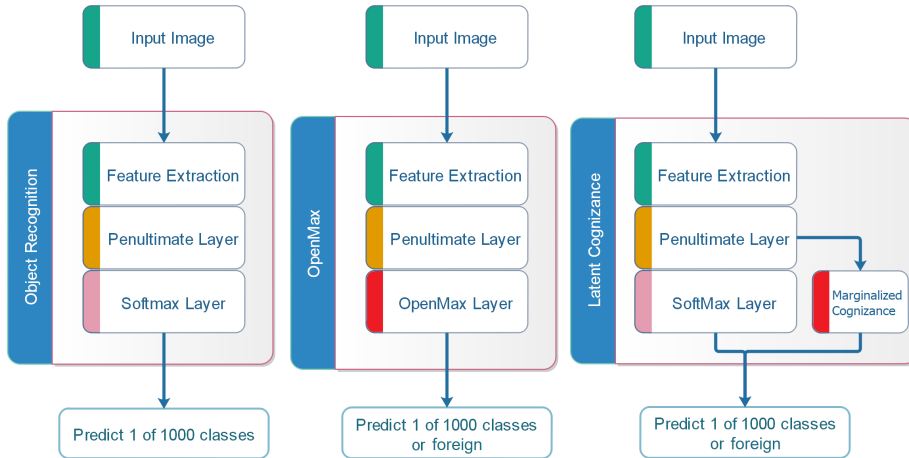 Input Image
Object Recognition
Feature Extraction
Penultimate Layer
Softmax Layer
Predict 1 of 1000 classes
Input Image
OpenMax
Feature Extraction
Penultimate Layer
OpenMax Layer
Predict 1 of 1000 classes
or foreign
Input Image
Latent Cognizance
Feature Extraction
Penultimate Layer
SoftMax Layer
Marginalized
Cognizance
Predict 1 of 1000 classes
or foreign